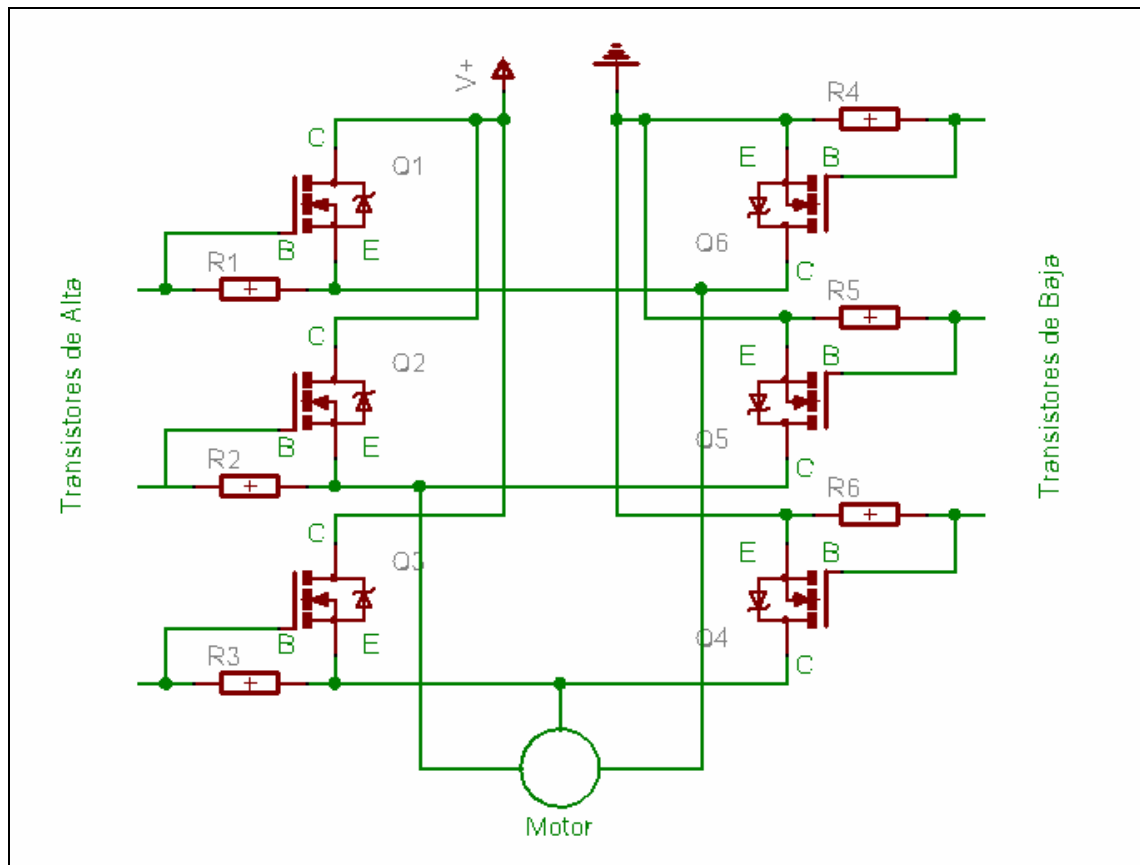 V+
R4
C
Q1
E
B
B
E
R1
Q6
C
Transistores de Alta
Transistores de Baja
R5
C
Q2
E
B
B
E
R2
Q5
C
R6
C
Q3
E
B
B
E
R3
Q4
C
Motor